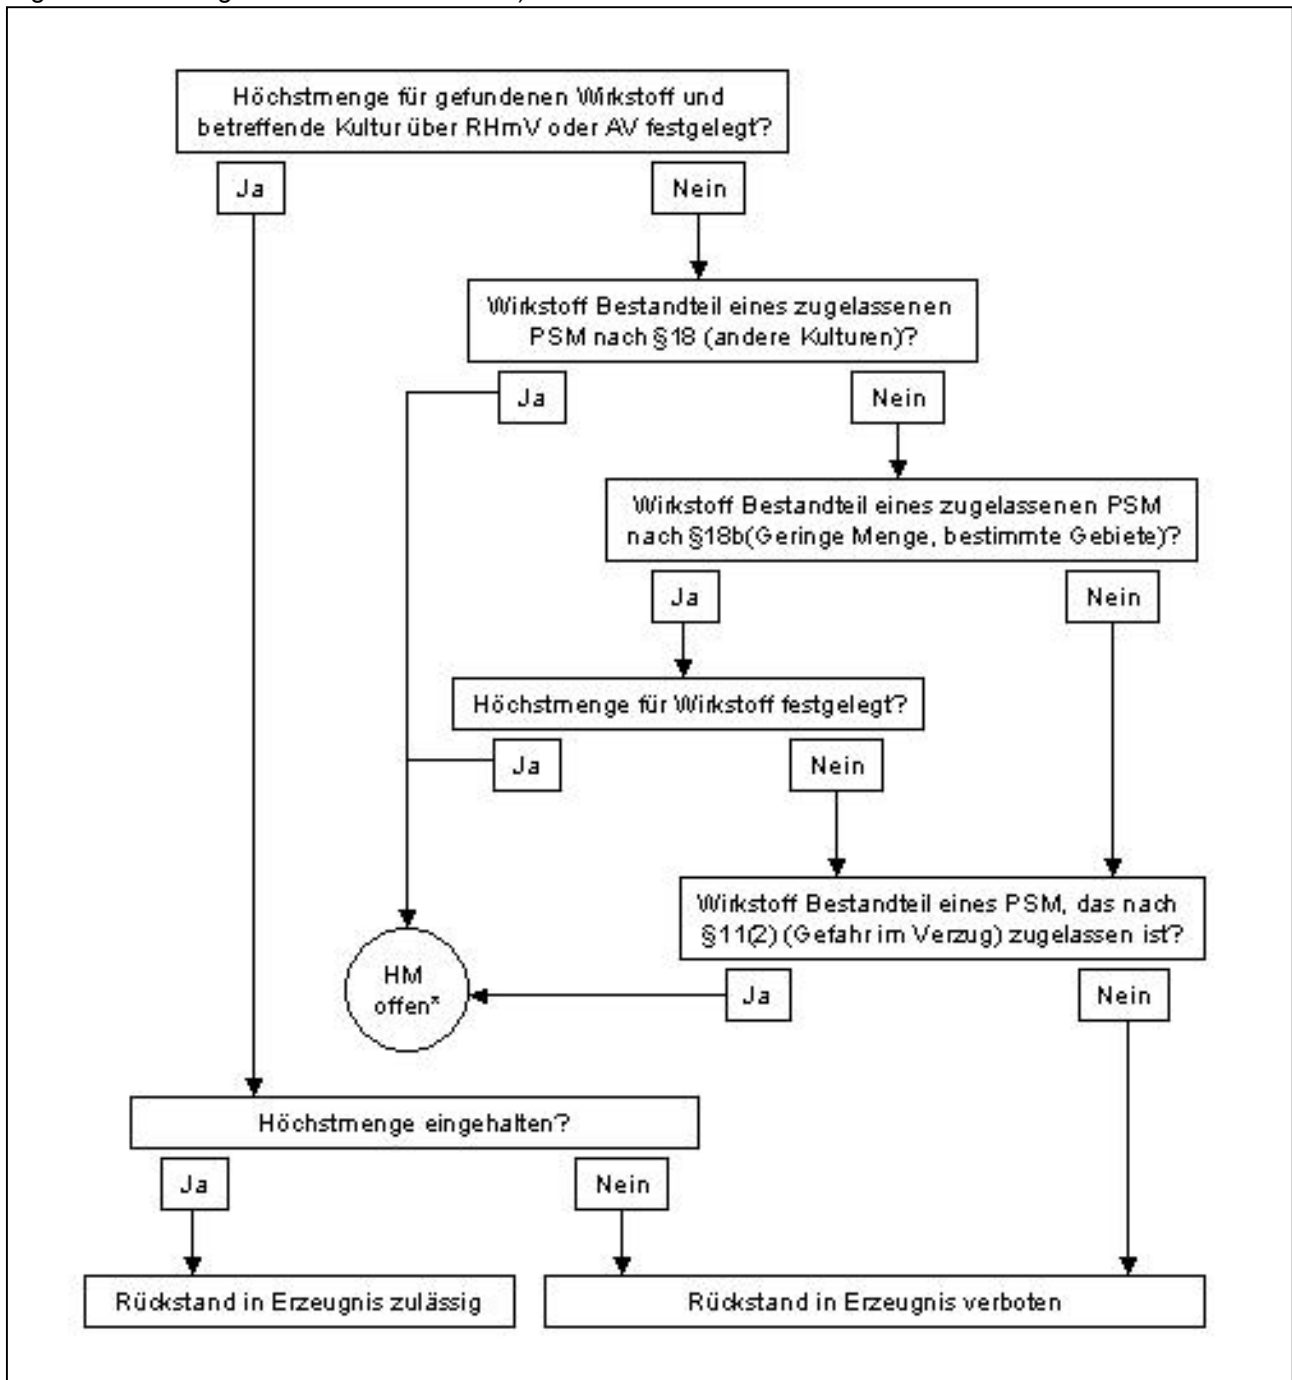 Höchstmenge für gefundenen Wirkstoff und
betreffende Kultur über RHmV oder AV festgelegt?
Ja
Nein
Wirkstoff Bestandteil eines zugelassenen
PSM nach §18 (andere Kulturen)?
Ja
Nein
Wirkstoff Bestandteil eines zugelassenen PSM
nach §18b(Geringe Menge, bestimmte Gebiete)?
Ja
Nein
Höchstmenge für Wirkstoff festgelegt?
Ja
Nein
Wirkstoff Bestandteil eines PSM, das nach
§11(2) (Gefahr im Verzug) zugelassen ist?
HM
offen*
Ja
Nein
Höchstmenge eingehalten?
Ja
Nein
Rückstand in Erzeugnis zulässig
Rückstand in Erzeugnis verboten